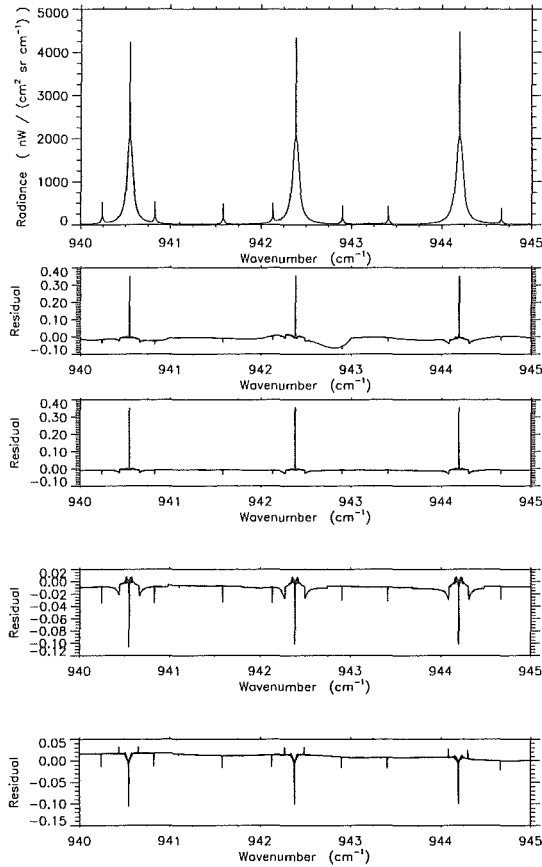 Radiance ( nW / (cm² sr cm⁻¹) )
5000
4000
3000
2000
1000
0
940 941 942 943 944 945
Wavenumber (cm⁻¹)
Residual
0.40
0.30
0.20
0.10
0.00
-0.10
940 941 942 943 944 945
Wavenumber (cm⁻¹)
Residual
0.40
0.30
0.20
0.10
0.00
-0.10
940 941 942 943 944 945
Wavenumber (cm⁻¹)
Residual
0.02
0.00
-0.02
-0.04
-0.06
-0.08
-0.10
-0.12
940 941 942 943 944 945
Wavenumber (cm⁻¹)
Residual
0.05
0.00
-0.05
-0.10
-0.15
940 941 942 943 944 945
Wavenumber (cm⁻¹)